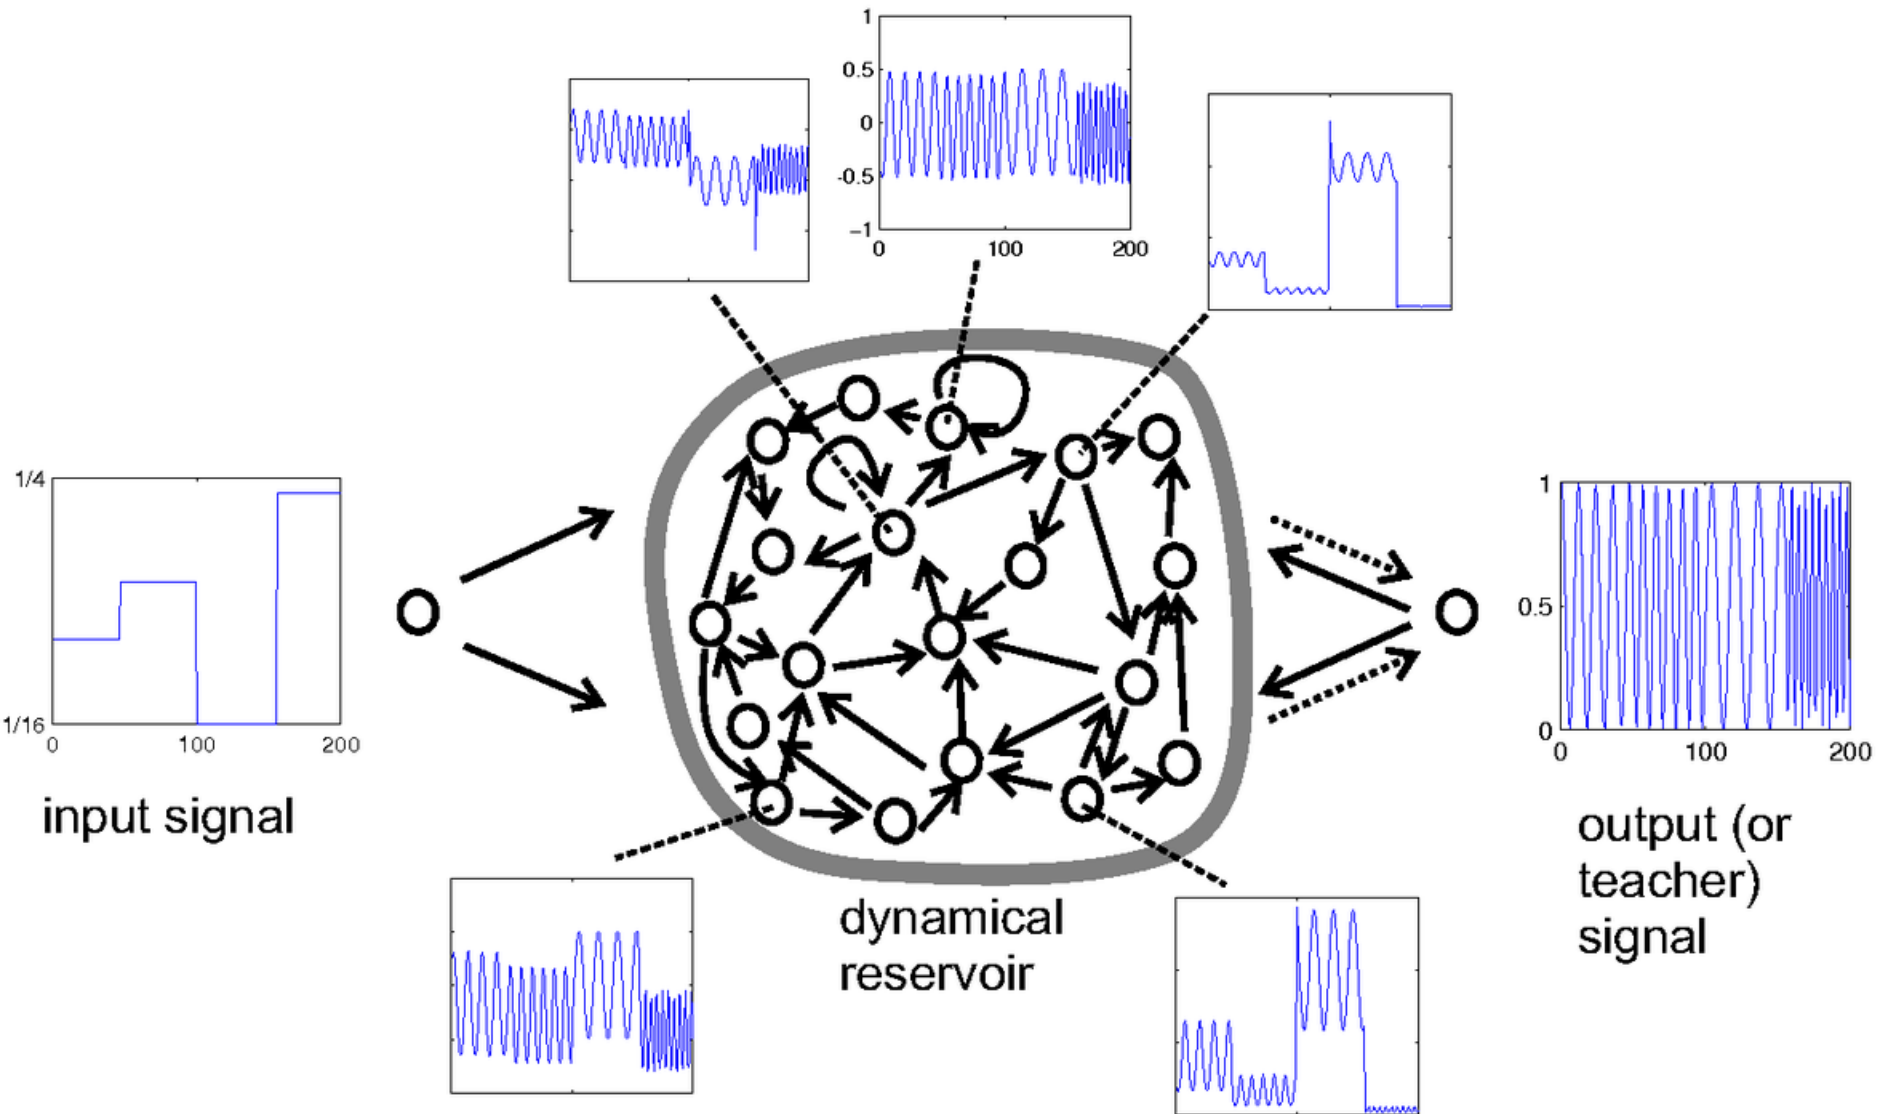 1
0.5
0
-0.5
-1
0 100 200
1/4
1/16
0 100 200
input signal
dynamical
reservoir
1
0.5
0
0 100 200
output (or
teacher)
signal